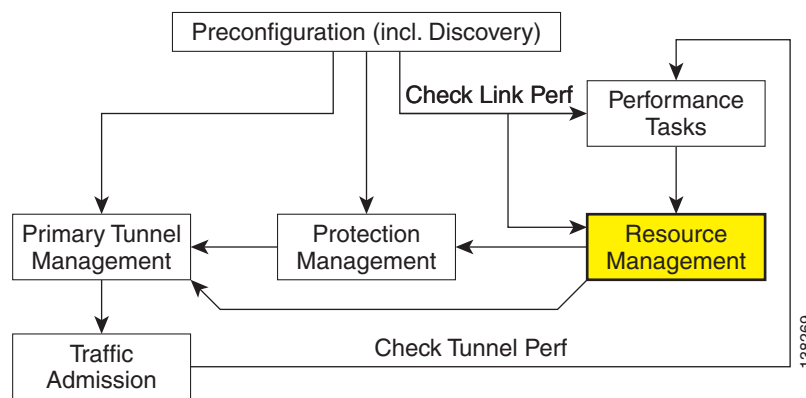 Preconfiguration (incl. Discovery)
Check Link Perf
Performance
Tasks
Primary Tunnel
Management
Protection
Management
Resource
Management
Traffic
Admission
Check Tunnel Perf
138269